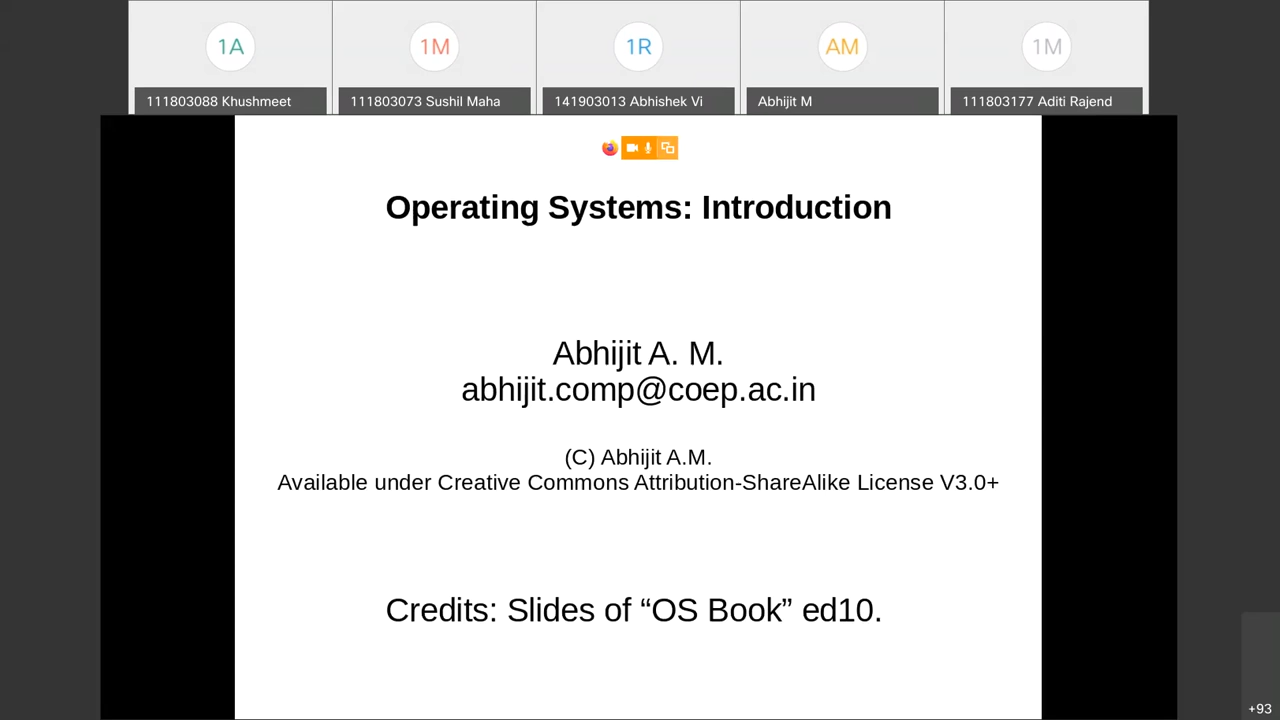 1A
1M
1R
AM
1M
111803088 Khushmeet
111803073 Sushil Maha
141903013 Abhishek Vi
Abhijit M
111803177 Aditi Rajend
Operating Systems: Introduction
Abhijit A. M.
abhijit.comp@coep.ac.in
(C) Abhijit A.M.
Available under Creative Commons Attribution-ShareAlike License V3.0+
Credits: Slides of “OS Book” ed10.
+93